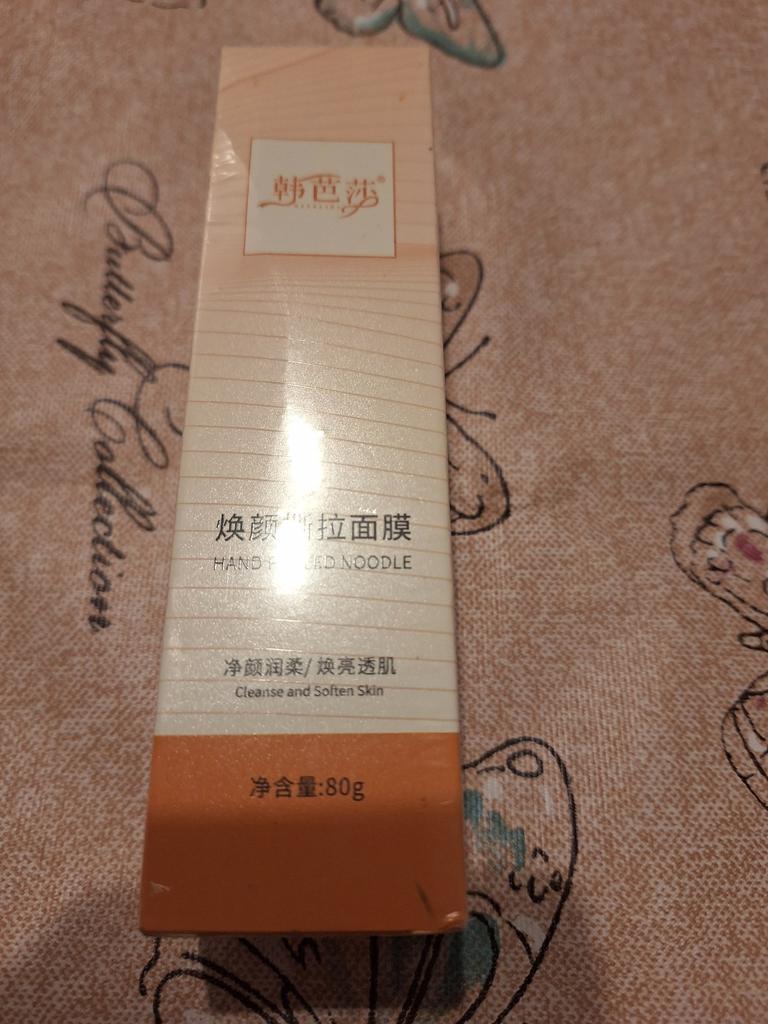 韩芭莎®
焕颜撕拉面膜
HAND NOODLE
净颜润柔/焕亮透肌
Cleanse and Soften Skin
净含量:80g
Butterfly Collection